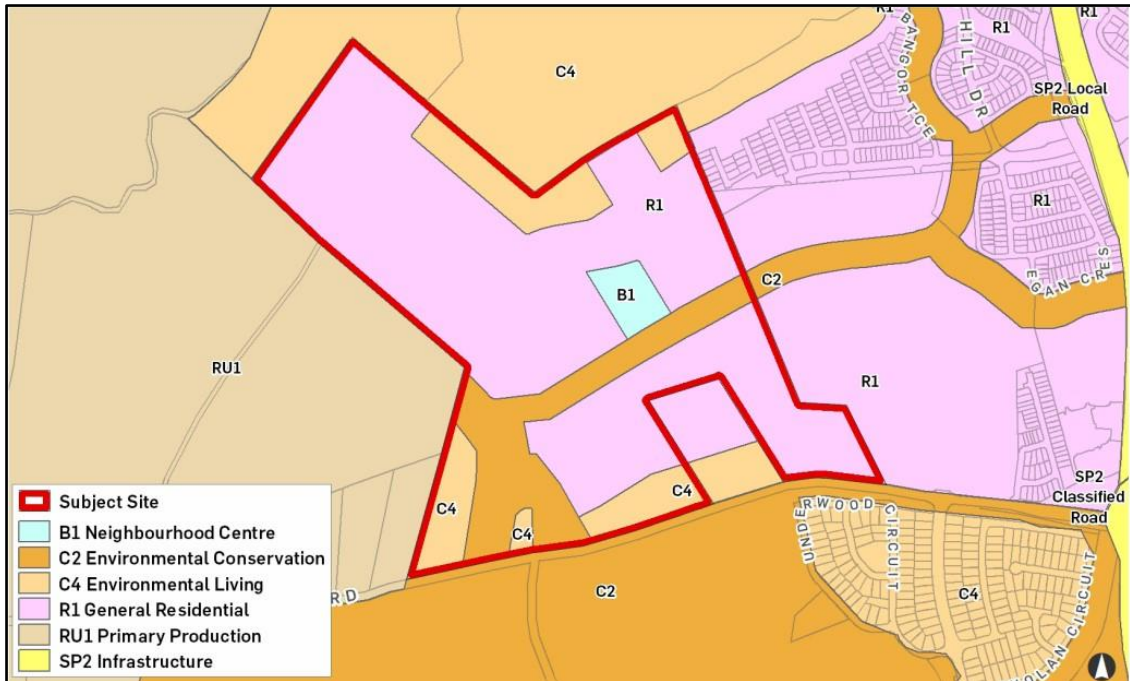 R1
BANGOR TCE
HILL DR
R1
R1
C4
SP2 Local
Road
R1
R1
EGAN CRES
C2
B1
RU1
R1
C4
SP2
Classified
Road
C4
C4
UNDERWOOD CIRCUIT
RD
C2
C4
NOLAN CIRCUIT
Subject Site
B1 Neighbourhood Centre
C2 Environmental Conservation
C4 Environmental Living
R1 General Residential
RU1 Primary Production
SP2 Infrastructure